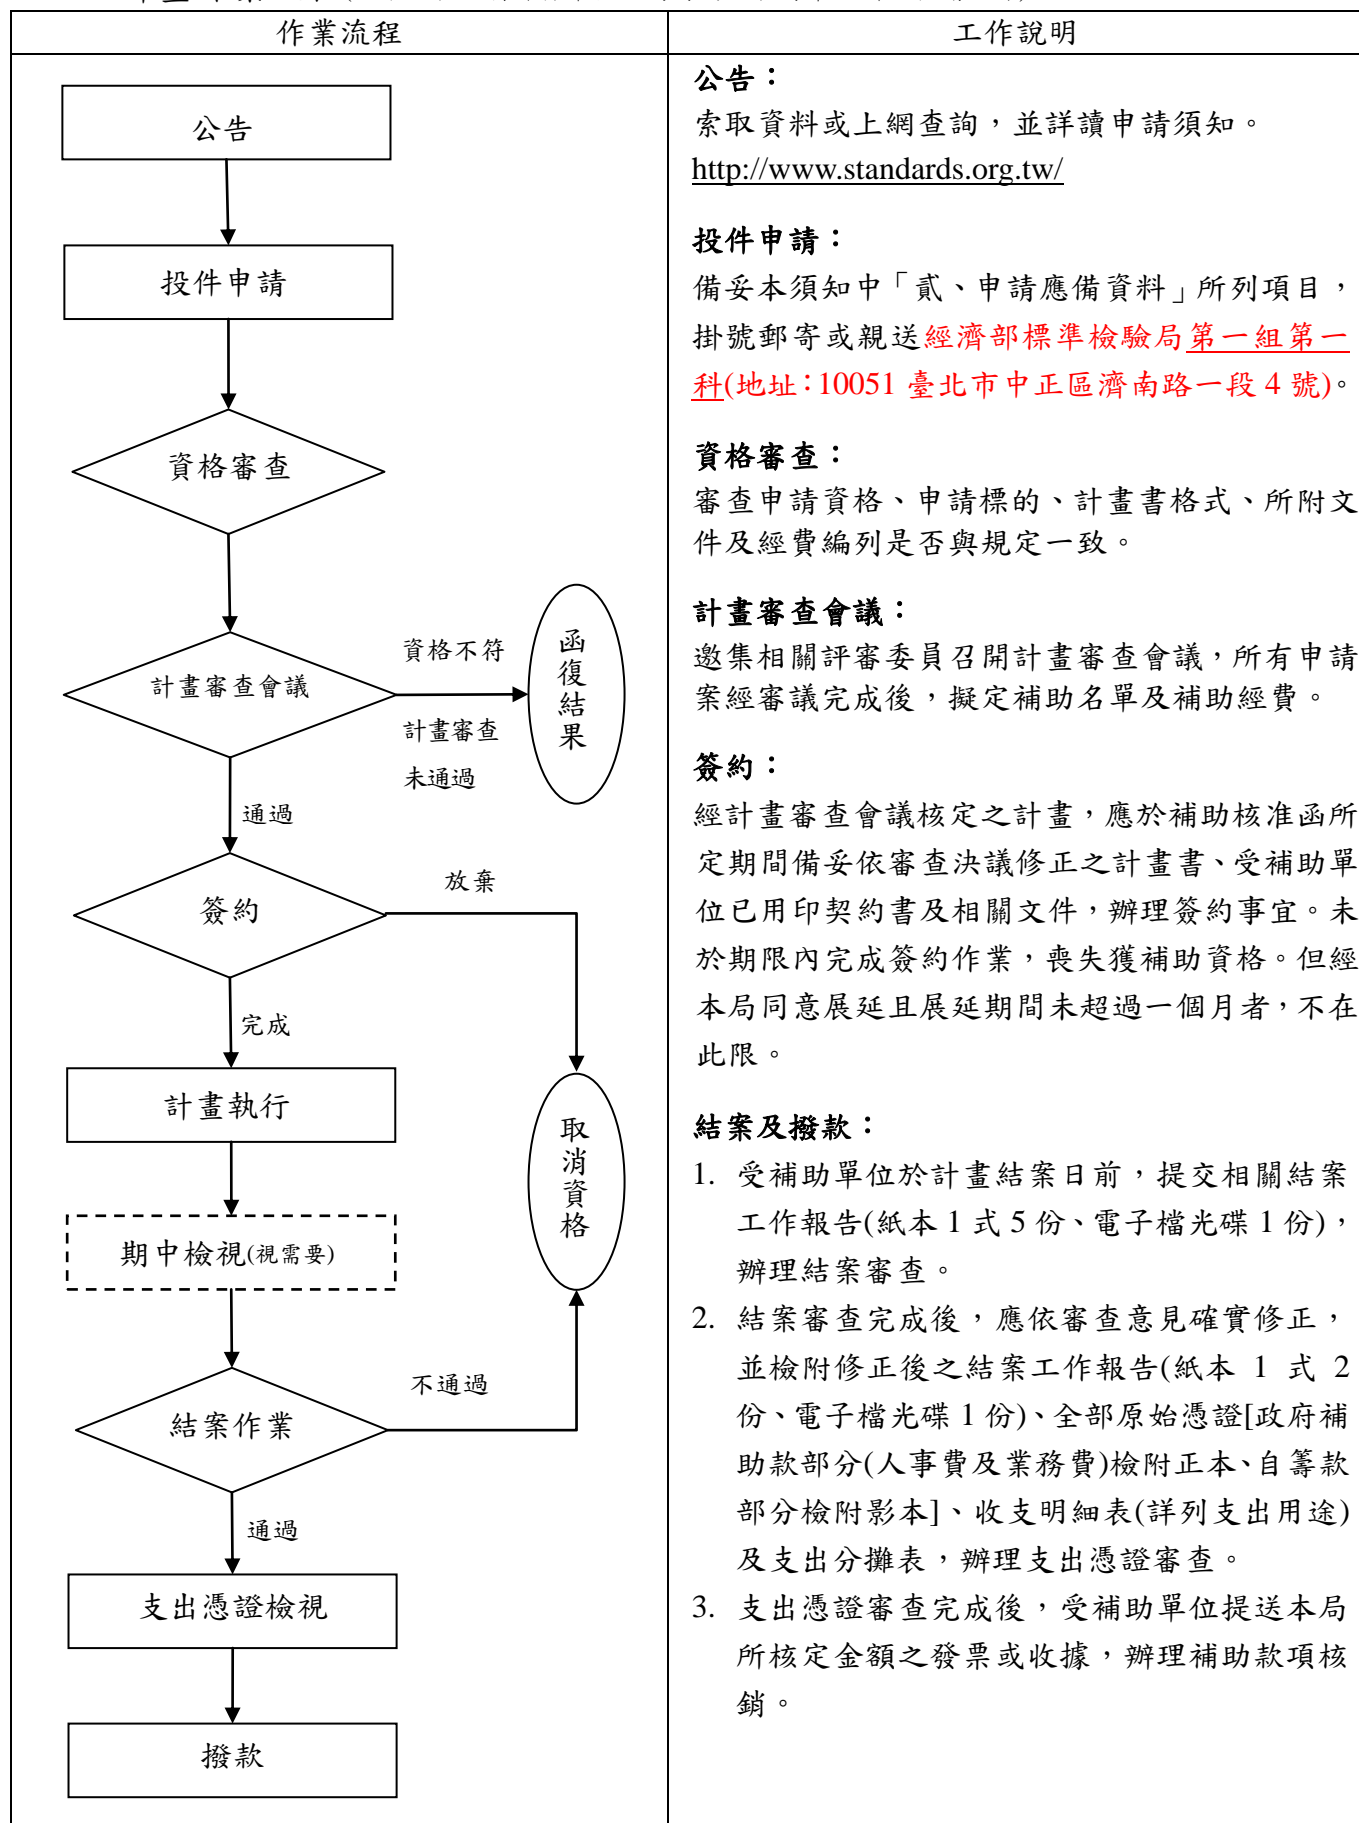 作業流程
工作說明
公告
投件申請
資格審查
計畫審查會議
資格不符
計畫審查
未通過
函復結果
通過
簽約
放棄
完成
計畫執行
取消資格
期中檢視(視需要)
結案作業
不通過
通過
支出憑證檢視
撥款
公告：
索取資料或上網查詢，並詳讀申請須知。
http://www.standards.org.tw/
投件申請：
備妥本須知中「貳、申請應備資料」所列項目，
掛號郵寄或親送經濟部標準檢驗局第一組第一
科(地址：10051 臺北市中正區濟南路一段 4 號)。
資格審查：
審查申請資格、申請標的、計畫書格式、所附文
件及經費編列是否與規定一致。
計畫審查會議：
邀集相關評審委員召開計畫審查會議，所有申請
案經審議完成後，擬定補助名單及補助經費。
簽約：
經計畫審查會議核定之計畫，應於補助核准函所
定期間備妥依審查決議修正之計畫書、受補助單
位已用印契約書及相關文件，辦理簽約事宜。未
於期限內完成簽約作業，喪失獲補助資格。但經
本局同意展延且展延期間未超過一個月者，不在
此限。
結案及撥款：
1. 受補助單位於計畫結案日前，提交相關結案
工作報告(紙本 1 式 5 份、電子檔光碟 1 份)，
辦理結案審查。
2. 結案審查完成後，應依審查意見確實修正，
並檢附修正後之結案工作報告(紙本 1 式 2
份、電子檔光碟 1 份)、全部原始憑證[政府補
助款部分(人事費及業務費)檢附正本、自籌款
部分檢附影本]、收支明細表(詳列支出用途)
及支出分攤表，辦理支出憑證審查。
3. 支出憑證審查完成後，受補助單位提送本局
所核定金額之發票或收據，辦理補助款項核
銷。